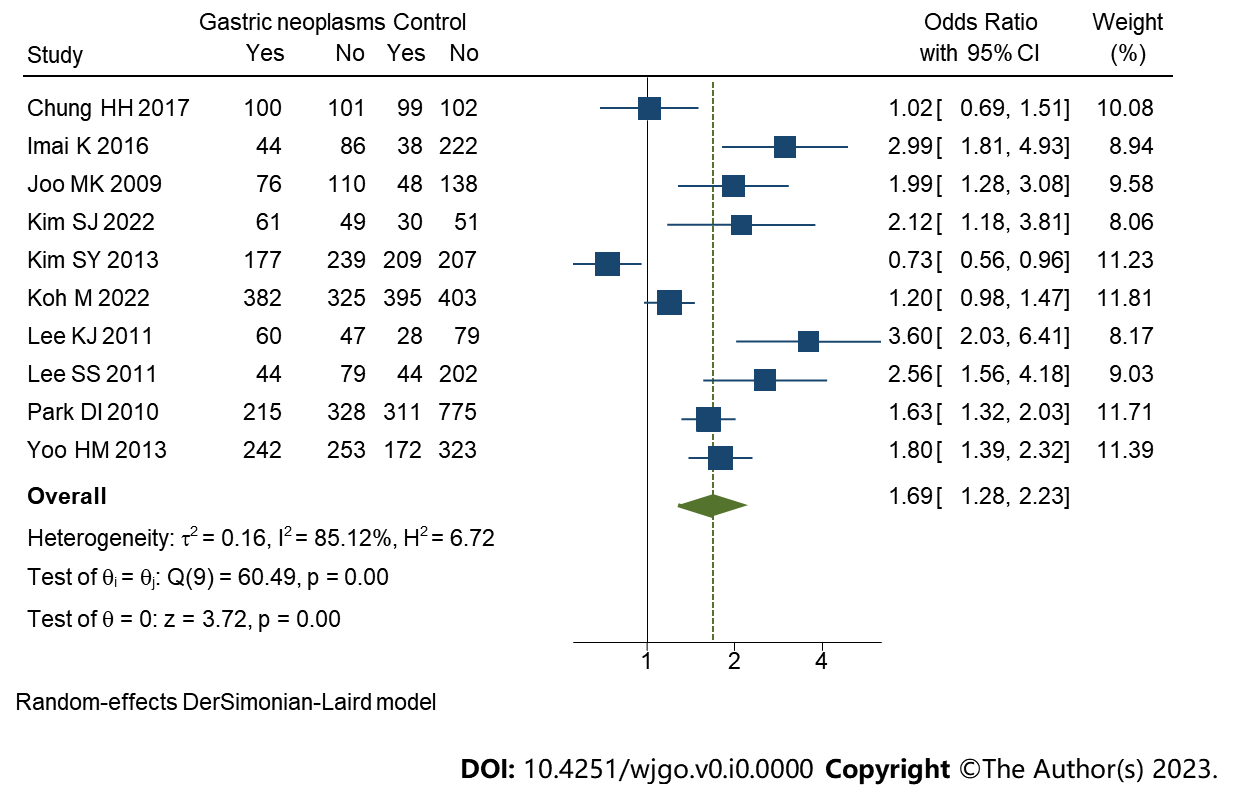 Gastric neoplasms Control Odds Ratio Weight
Study Yes No Yes No with 95% CI (%)
Chung HH 2017 100 101 99 102 1.02 [ 0.69, 1.51] 10.08
Imai K 2016 44 86 38 222 2.99 [ 1.81, 4.93] 8.94
Joo MK 2009 76 110 48 138 1.99 [ 1.28, 3.08] 9.58
Kim SJ 2022 61 49 30 51 2.12 [ 1.18, 3.81] 8.06
Kim SY 2013 177 239 209 207 0.73 [ 0.56, 0.96] 11.23
Koh M 2022 382 325 395 403 1.20 [ 0.98, 1.47] 11.81
Lee KJ 2011 60 47 28 79 3.60 [ 2.03, 6.41] 8.17
Lee SS 2011 44 79 44 202 2.56 [ 1.56, 4.18] 9.03
Park DI 2010 215 328 311 775 1.63 [ 1.32, 2.03] 11.71
Yoo HM 2013 242 253 172 323 1.80 [ 1.39, 2.32] 11.39
Overall 1.69 [ 1.28, 2.23]
Heterogeneity: τ² = 0.16, I² = 85.12%, H² = 6.72
Test of θᵢ = θⱼ: Q(9) = 60.49, p = 0.00
Test of θ = 0: z = 3.72, p = 0.00
1 2 4
Random-effects DerSimonian-Laird model
DOI: 10.4251/wjgo.v0.i0.0000 Copyright ©The Author(s) 2023.